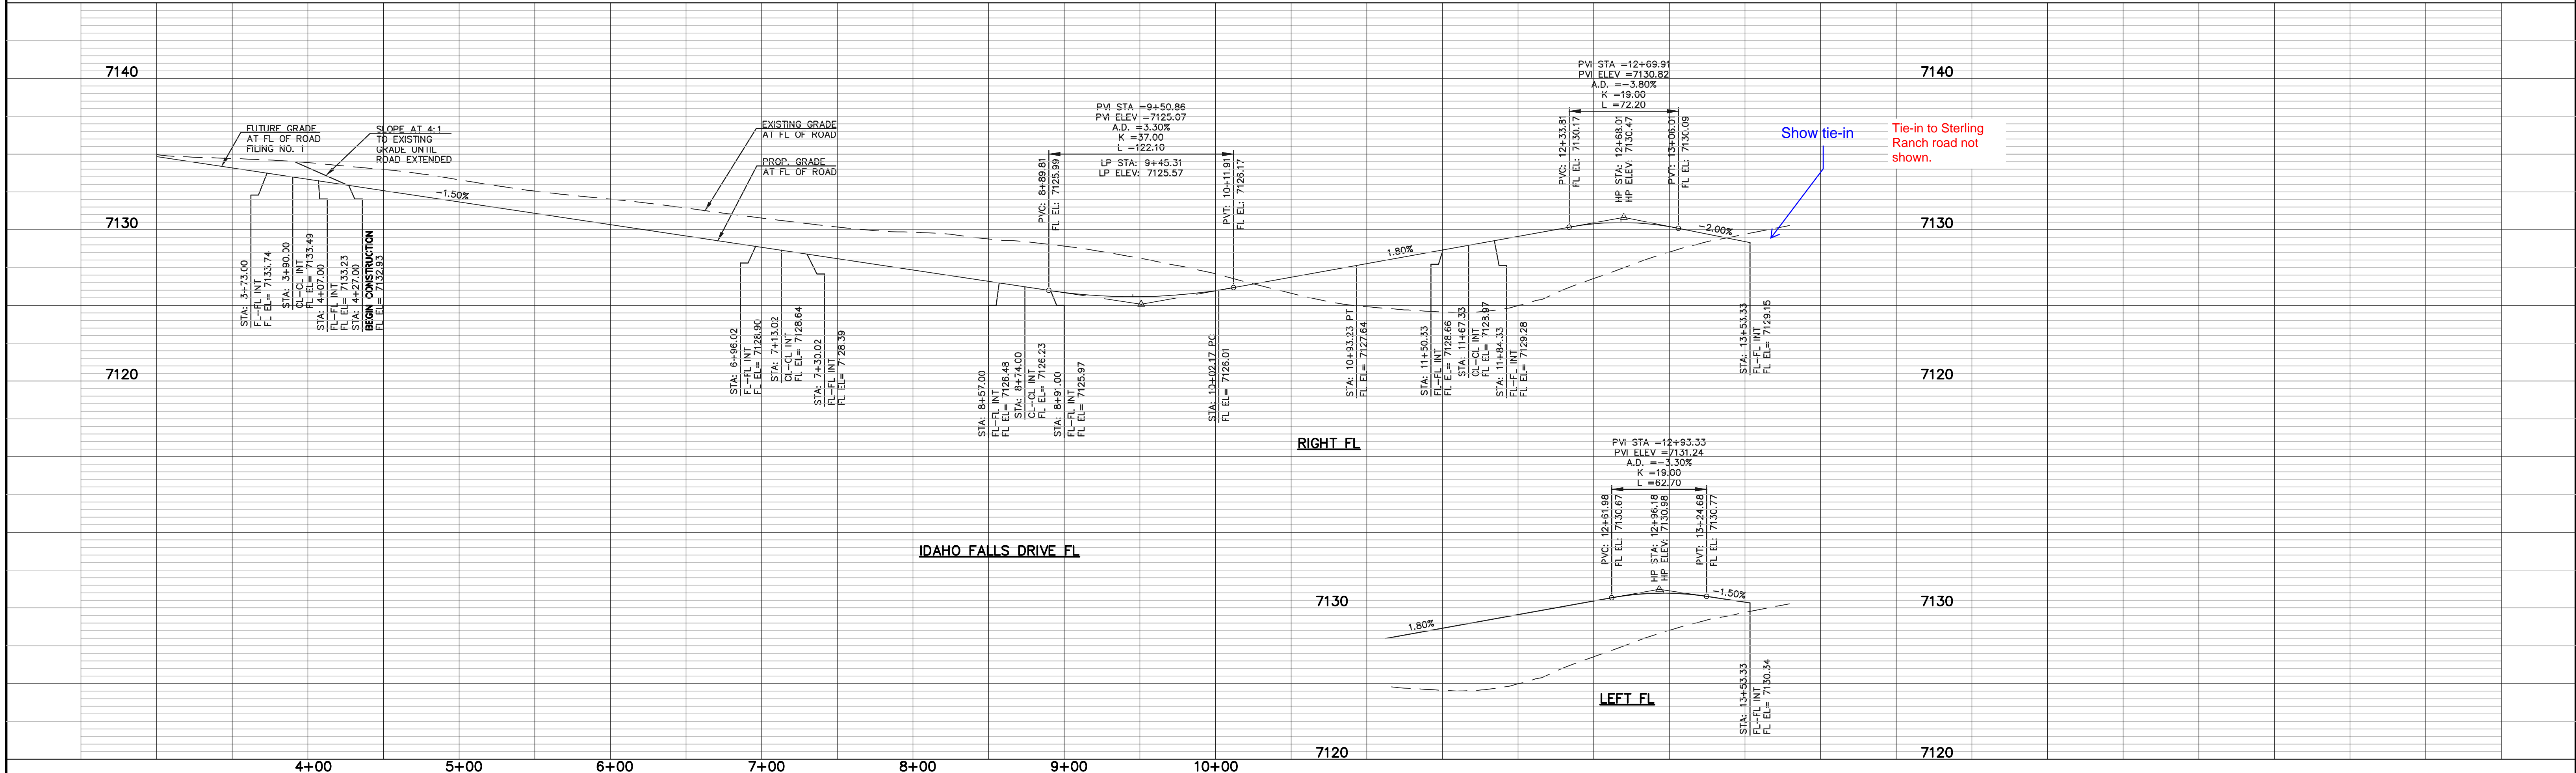 7140
7140
7130
7130
7120
7120
FUTURE GRADE
AT FL OF ROAD
FILING NO. 1
SLOPE AT 4:1
TO EXISTING
GRADE UNTIL
ROAD EXTENDED
-1.50%
EXISTING GRADE
AT FL OF ROAD
PROP. GRADE
AT FL OF ROAD
STA: 3+73.00
FL-FL INT
FL EL= 7133.74
STA: 3+90.00
CL-CL INT
FL EL= 7133.49
STA: 4+07.00
FL-FL INT
FL EL= 7133.23
STA: 4+27.00
BEGIN CONSTRUCTION
FL EL= 7132.93
STA: 6+96.02
FL-FL INT
FL EL= 7128.90
STA: 7+13.02
CL-CL INT
FL EL= 7128.64
STA: 7+30.02
FL-FL INT
FL EL= 7128.39
STA: 8+57.00
FL-FL INT
FL EL= 7126.48
STA: 8+74.00
CL-CL INT
FL EL= 7126.23
STA: 8+91.00
FL-FL INT
FL EL= 7125.97
PVI STA =9+50.86
PVI ELEV =7125.07
A.D. =3.30%
K =37.00
L =122.10
LP STA: 9+45.31
LP ELEV: 7125.57
PVC: 8+89.81
FL EL: 7125.99
PVT: 10+11.91
FL EL: 7126.17
STA: 10+02.17 PC
FL EL= 7126.01
STA: 10+93.23 PT
FL EL= 7127.64
1.80%
STA: 11+50.33
FL-FL INT
FL EL= 7128.66
STA: 11+67.33
CL-CL INT
FL EL= 7128.97
STA: 11+84.33
FL-FL INT
FL EL= 7129.28
PVI STA =12+69.91
PVI ELEV =7130.82
A.D. =-3.80%
K =19.00
L =72.20
PVC: 12+33.81
FL EL: 7130.17
HP STA: 12+68.01
HP ELEV: 7130.47
PVT: 13+06.01
FL EL: 7130.09
-2.00%
STA: 13+53.33
FL-FL INT
FL EL= 7129.15
Show tie-in
Tie-in to Sterling
Ranch road not
shown.
RIGHT FL
IDAHO FALLS DRIVE FL
PVI STA =12+93.33
PVI ELEV =7131.24
A.D. =-3.30%
K =19.00
L =62.70
PVC: 12+61.98
FL EL: 7130.67
HP STA: 12+96.18
HP ELEV: 7130.98
PVT: 13+24.68
FL EL: 7130.77
7130
7130
1.80%
-1.50%
STA: 13+53.33
FL-FL INT
FL EL= 7130.34
LEFT FL
7120
7120
4+00
5+00
6+00
7+00
8+00
9+00
10+00